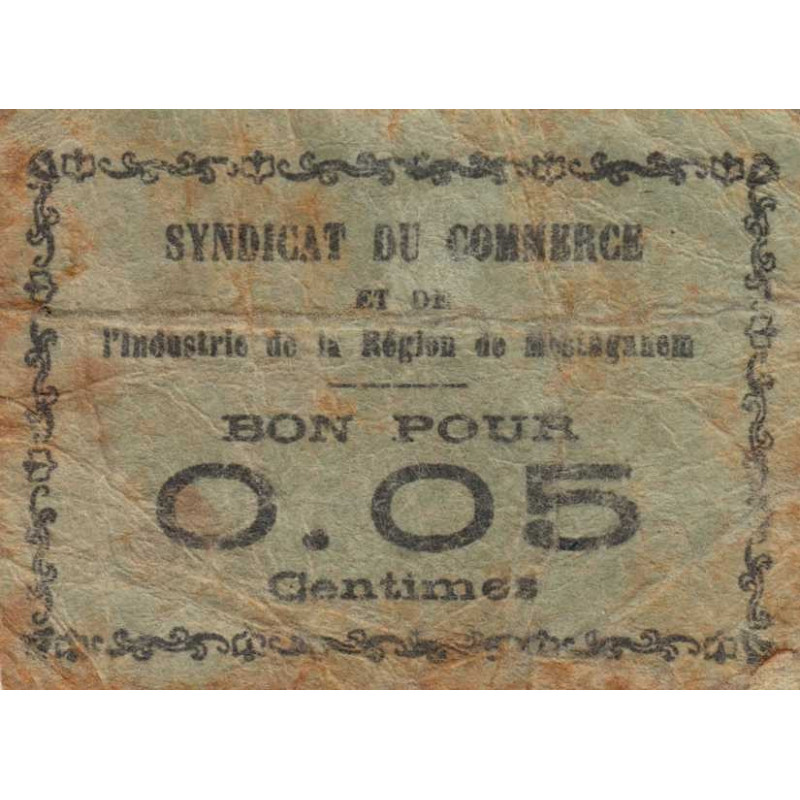 SYNDICAT DU COMMERCE
ET DE
l'Industrie de la Région de Mostaganem
BON POUR
0.05
Centimes